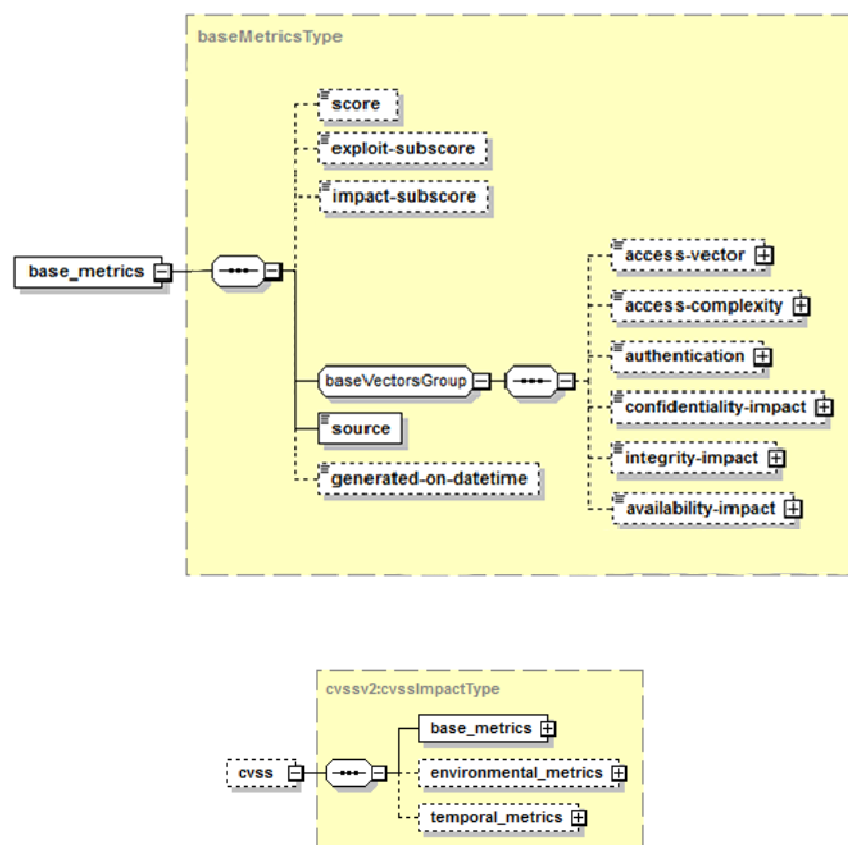 baseMetricsType
score
exploit-subscore
impact-subscore
base_metrics
access-vector
access-complexity
authentication
baseVectorsGroup
confidentiality-impact
source
integrity-impact
generated-on-datetime
availability-impact
cvssv2:cvssImpactType
base_metrics
cvss
environmental_metrics
temporal_metrics